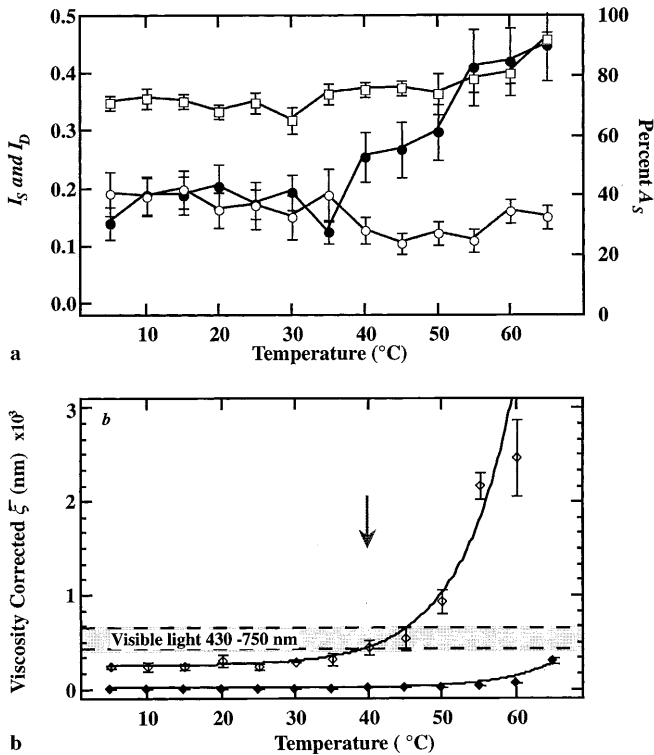 0.5
0.4
0.3
0.2
0.1
0.0
I_S and I_D
100
80
60
40
20
0
Percent A_S
10 20 30 40 50 60
Temperature (°C)
a
b
3
2
1
0
Viscosity Corrected ξ (nm) x10³
Visible light 430 -750 nm
10 20 30 40 50 60
Temperature ( °C)
b